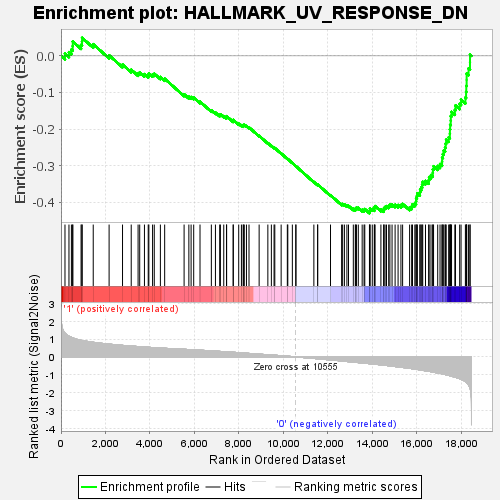 Enrichment plot: HALLMARK_UV_RESPONSE_DN
Enrichment score (ES)
0.0
-0.1
-0.2
-0.3
-0.4
Ranked list metric (Signal2Noise)
3
2
1
0
-1
-2
-3
-4
'1' (positively correlated)
Zero cross at 10555
'0' (negatively correlated)
0
2,000
4,000
6,000
8,000
10,000
12,000
14,000
16,000
18,000
Rank in Ordered Dataset
Enrichment profile
Hits
Ranking metric scores